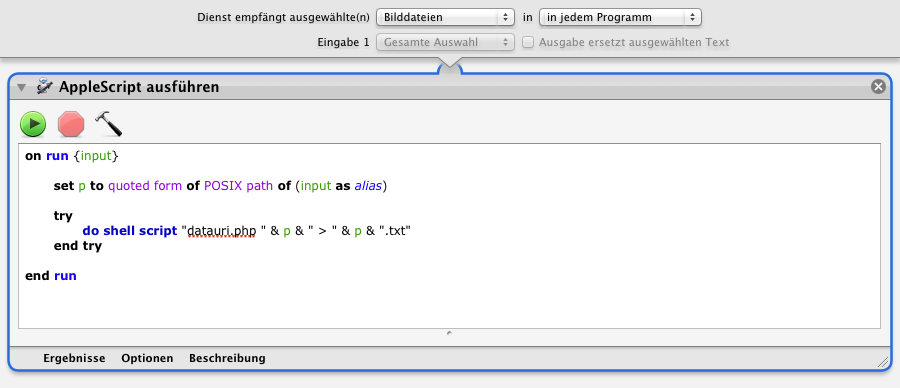 Dienst empfängt ausgewählte(n) Bilddateien in in jedem Programm
Eingabe 1 Gesamte Auswahl Ausgabe ersetzt ausgewählten Text
AppleScript ausführen
on run {input}
set p to quoted form of POSIX path of (input as alias)
try
do shell script "datauri.php " & p & " > " & p & ".txt"
end try
end run
Ergebnisse Optionen Beschreibung